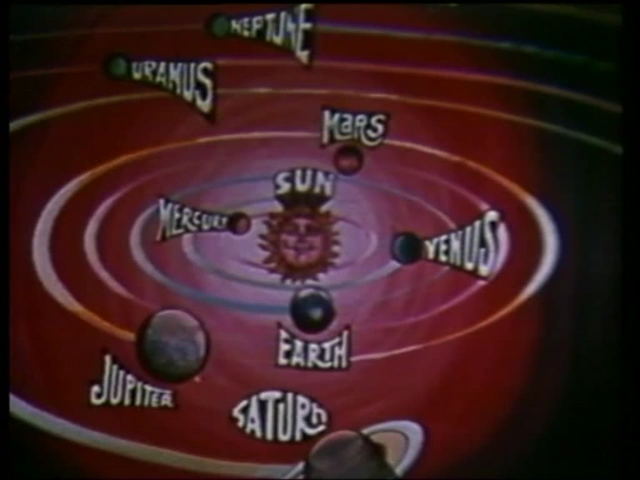 NEPTUNE
URANUS
MARS
SUN
MERCURY
VENUS
EARTH
JUPITER
SATURN